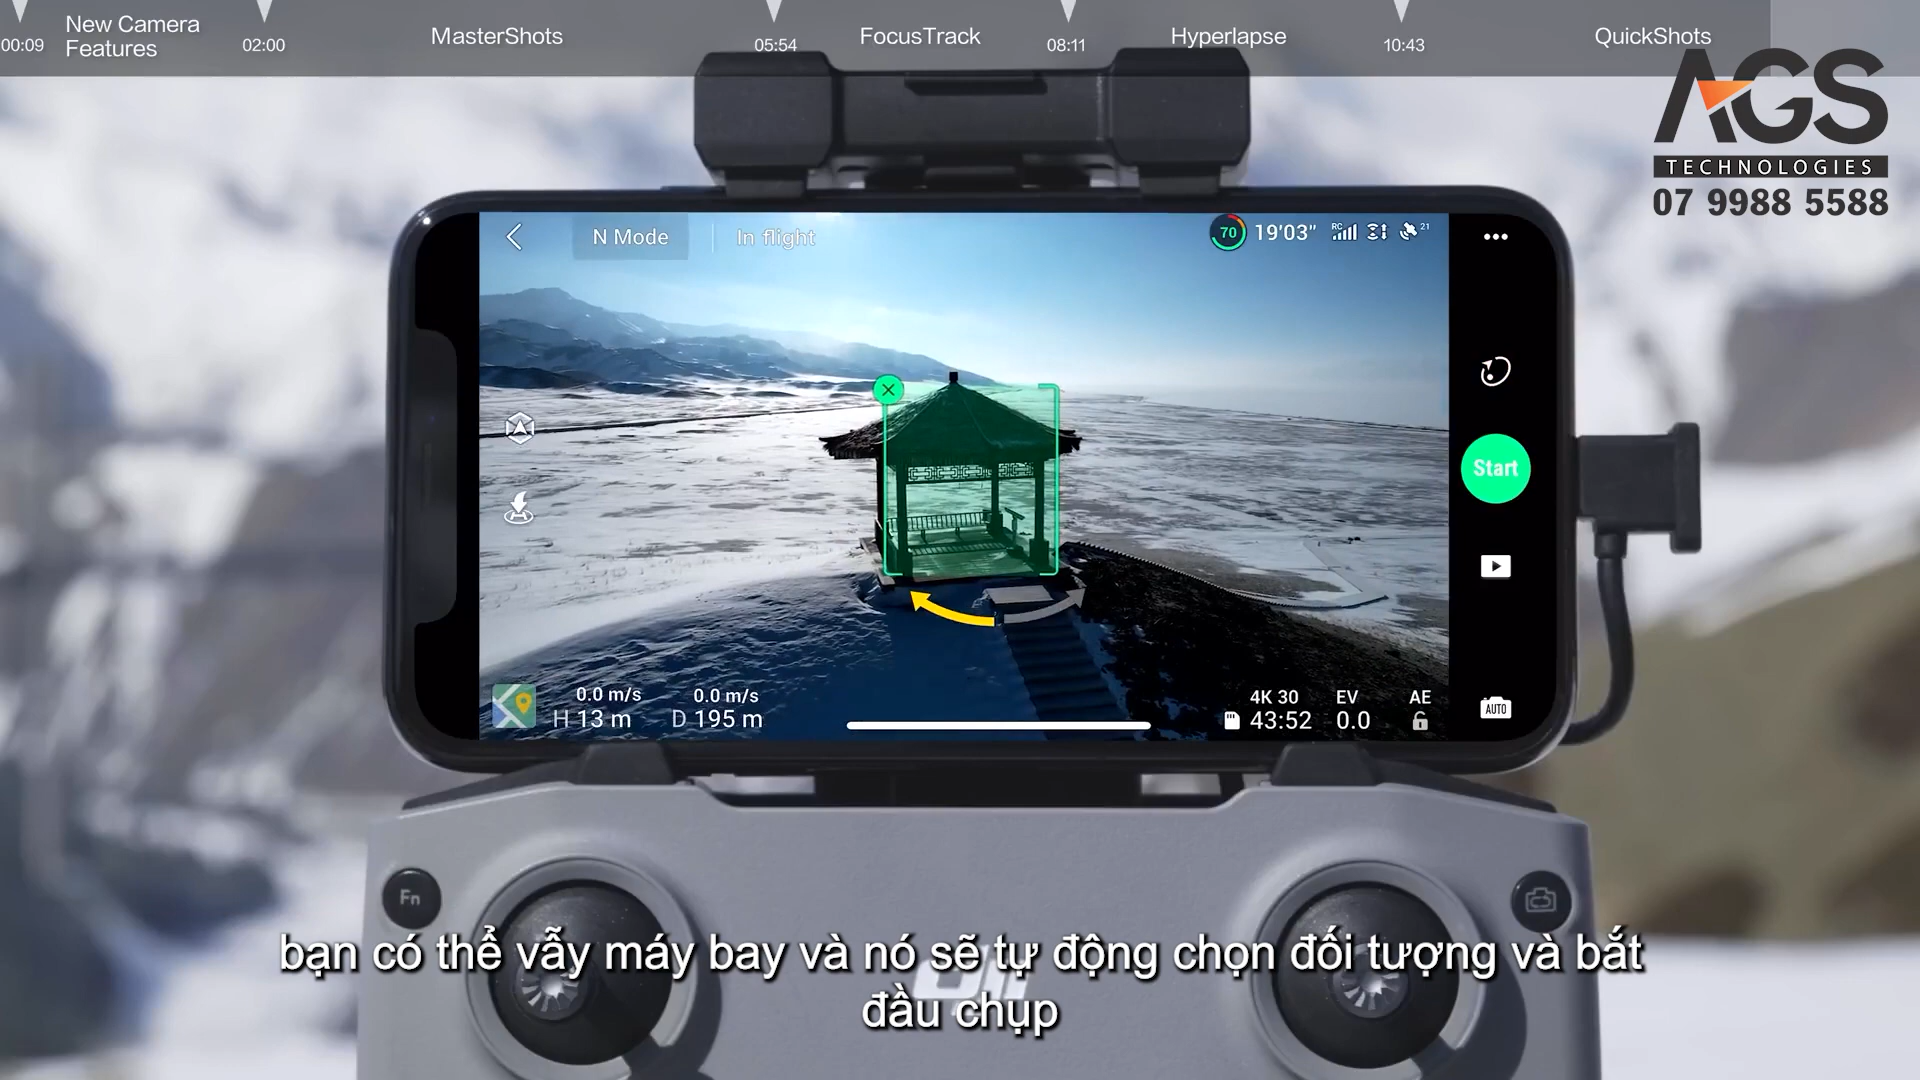 New Camera
Features
MasterShots
FocusTrack
Hyperlapse
QuickShots
00:09
02:00
05:54
08:11
10:43
AGS
TECHNOLOGIES
07 9988 5588
N Mode
In flight
70
19'03"
RC
21
Start
0.0 m/s
0.0 m/s
H 13 m
D 195 m
4K 30
EV
AE
43:52
0.0
AUTO
Fn
dji
bạn có thể vẫy máy bay và nó sẽ tự động chọn đối tượng và bắt
đầu chụp